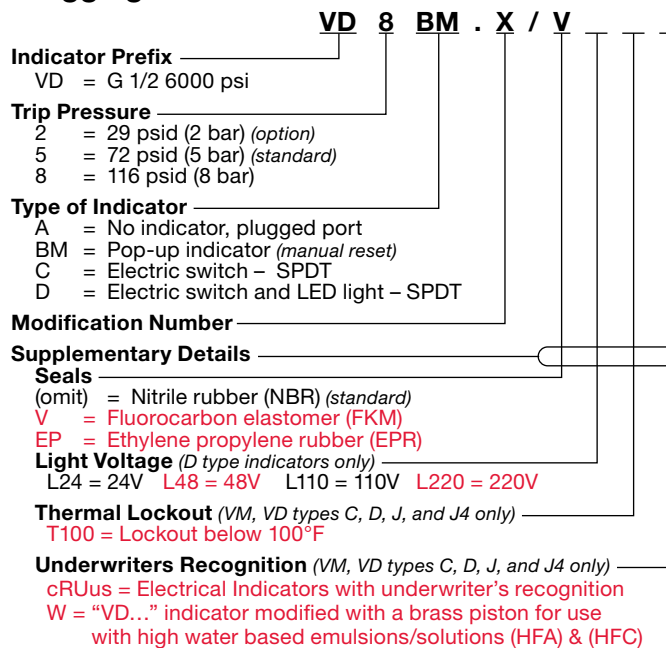 VD 8 BM . X / V
Indicator Prefix
VD = G 1/2 6000 psi
Trip Pressure
2 = 29 psid (2 bar) (option)
5 = 72 psid (5 bar) (standard)
8 = 116 psid (8 bar)
Type of Indicator
A = No indicator, plugged port
BM = Pop-up indicator (manual reset)
C = Electric switch – SPDT
D = Electric switch and LED light – SPDT
Modification Number
Supplementary Details
Seals
(omit) = Nitrile rubber (NBR) (standard)
V = Fluorocarbon elastomer (FKM)
EP = Ethylene propylene rubber (EPR)
Light Voltage (D type indicators only)
L24 = 24V L48 = 48V L110 = 110V L220 = 220V
Thermal Lockout (VM, VD types C, D, J, and J4 only)
T100 = Lockout below 100°F
Underwriters Recognition (VM, VD types C, D, J, and J4 only)
cRUus = Electrical Indicators with underwriter's recognition
W = “VD…” indicator modified with a brass piston for use
with high water based emulsions/solutions (HFA) & (HFC)